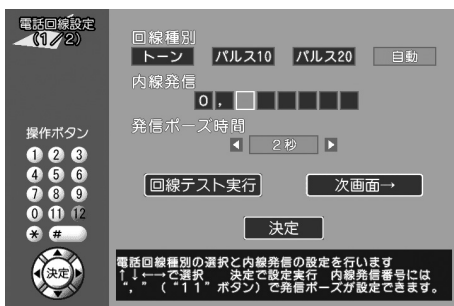 電話回線設定
(1/2)
回線種別
トーン パルス10 パルス20 自動
内線発信
0,
発信ポーズ時間
2秒
回線テスト実行 次画面→
決定
操作ボタン
1 2 3
4 5 6
7 8 9
0 11 12
* #
決定
電話回線種別の選択と内線発信の設定を行います
↑↓←→で選択 決定で設定実行 内線発信番号には
“,”(“11”ボタン)で発信ポーズが設定できます。